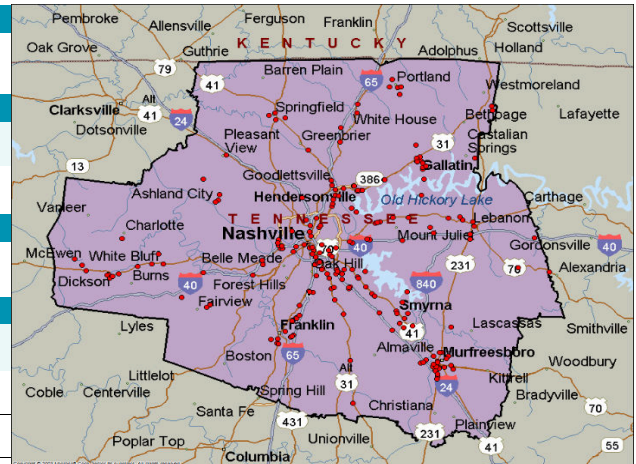 Pembroke
Allensville
Ferguson
Franklin
Scottsville
Oak Grove
Guthrie
KENTUCKY
Adolphus
Holland
79
41
Barren Plain
65
Portland
Westmoreland
Clarksville
Alt
41
24
Springfield
White House
Bethpage
Lafayette
Dotsonville
Pleasant
View
Greenbrier
31
Castalian
Springs
13
Goodlettsville
386
Gallatin
Ashland City
Hendersonville
Old Hickory Lake
Carthage
Vanleer
TENNESSEE
Lebanon
Charlotte
Nashville
Mount Juliet
Gordonsville
40
McEwen
White Bluff
Belle Meade
70
40
Oak Hill
231
70
Alexandria
Dickson
Burns
40
Forest Hills
840
Fairview
Smyrna
Lyles
Franklin
41
Lascassas
Smithville
Boston
65
Almaville
Murfreesboro
Woodbury
Littlelot
Alt
31
24
Kittrell
Coble
Centerville
Spring Hill
Bradyville
Santa Fe
431
Christiana
70
Poplar Top
Unionville
231
Plainview
41
55
Columbia